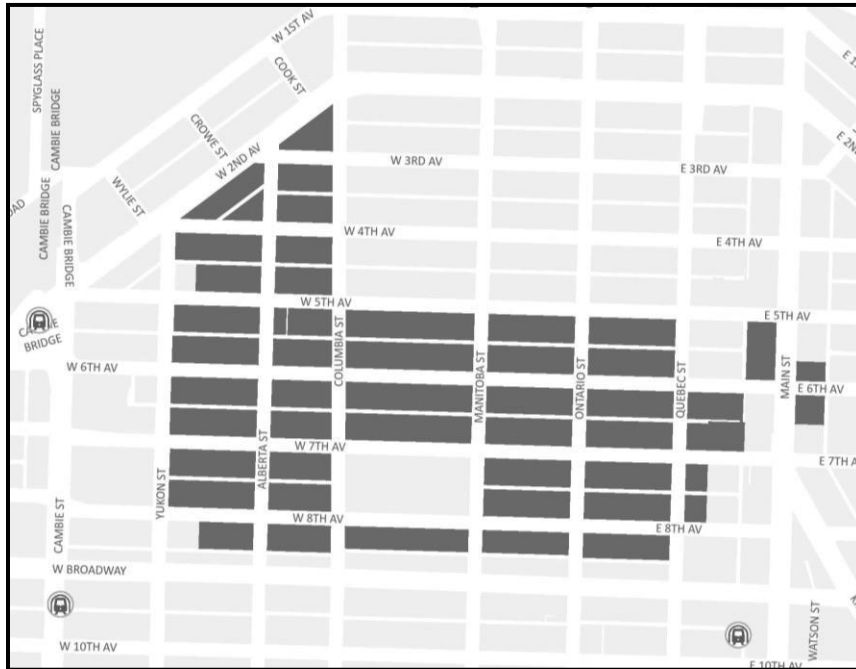 SPYGLASS PLACE
CAMBIE BRIDGE
W 1ST AV
COOK ST
CROWE ST
W 2ND AV
WYLIE ST
CAMBIE BRIDGE
CAMBIE BRIDGE
W 3RD AV
E 3RD AV
W 4TH AV
E 4TH AV
W 5TH AV
E 5TH AV
BRIDGE
COLUMBIA ST
MANITOBA ST
ONTARIO ST
QUEBEC ST
MAIN ST
W 6TH AV
E 6TH AV
ALBERTA ST
YUKON ST
W 7TH AV
E 7TH A
CAMBIE ST
W 8TH AV
E 8TH AV
W BROADWAY
WATSON ST
W 10TH AV
E 10TH AV